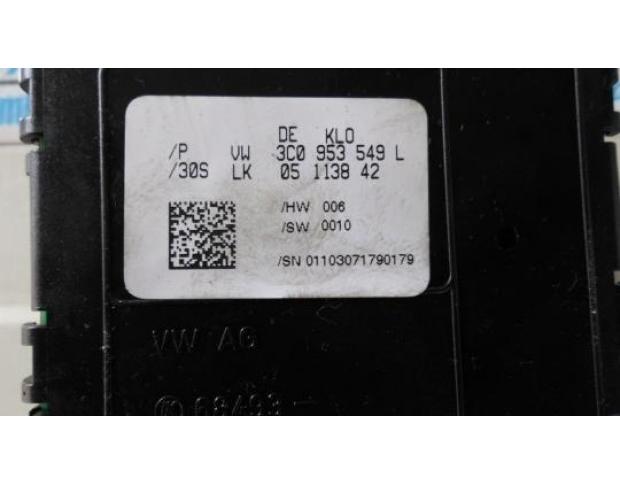 DE KLO
/P VW 3C0 953 549 L
/30S LK 05 1138 42
/HW 006
/SW 0010
/SN 01103071790179
VW AG
68493